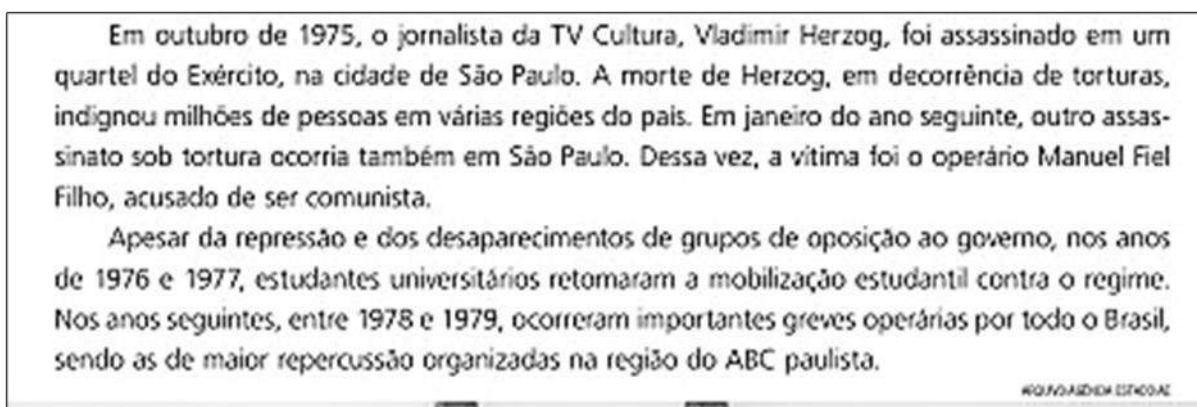 Em outubro de 1975, o jornalista da TV Cultura, Vladimir Herzog, foi assassinado em um
quartel do Exército, na cidade de São Paulo. A morte de Herzog, em decorrência de torturas,
indignou milhões de pessoas em várias regiões do país. Em janeiro do ano seguinte, outro assas-
sinato sob tortura ocorria também em São Paulo. Dessa vez, a vítima foi o operário Manuel Fiel
Filho, acusado de ser comunista.
Apesar da repressão e dos desaparecimentos de grupos de oposição ao governo, nos anos
de 1976 e 1977, estudantes universitários retomaram a mobilização estudantil contra o regime.
Nos anos seguintes, entre 1978 e 1979, ocorreram importantes greves operárias por todo o Brasil,
sendo as de maior repercussão organizadas na região do ABC paulista.
ARQUIVO/AGÊNCIA ESTADO/AE